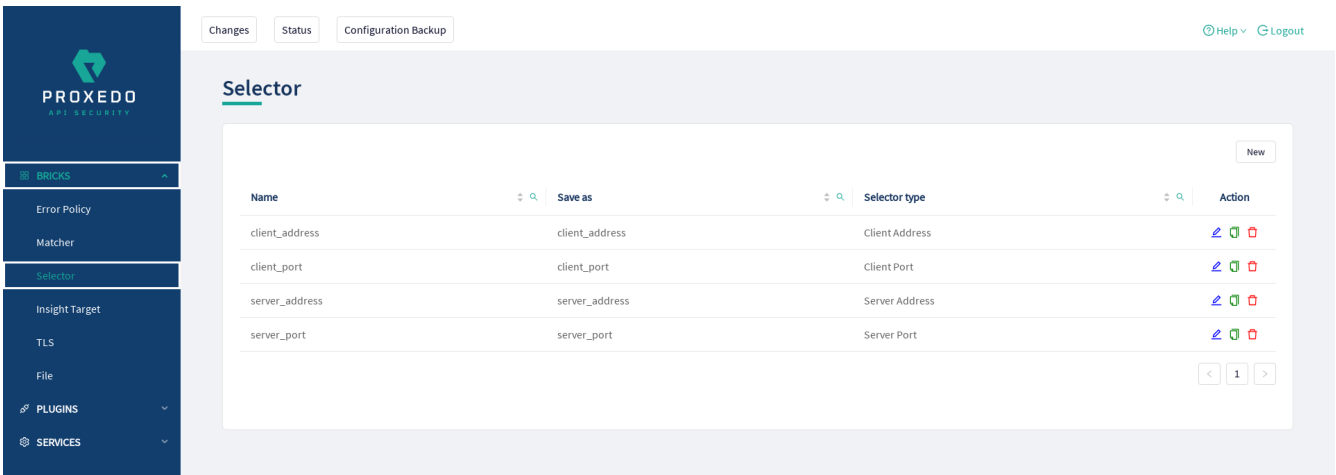 Changes Status Configuration Backup Help Logout
PROXEDO
API SECURITY
Selector
New
BRICKS
Error Policy
Matcher
Selector
Insight Target
TLS
File
PLUGINS
SERVICES
Name Save as Selector type Action
client_address client_address Client Address
client_port client_port Client Port
server_address server_address Server Address
server_port server_port Server Port
< 1 >